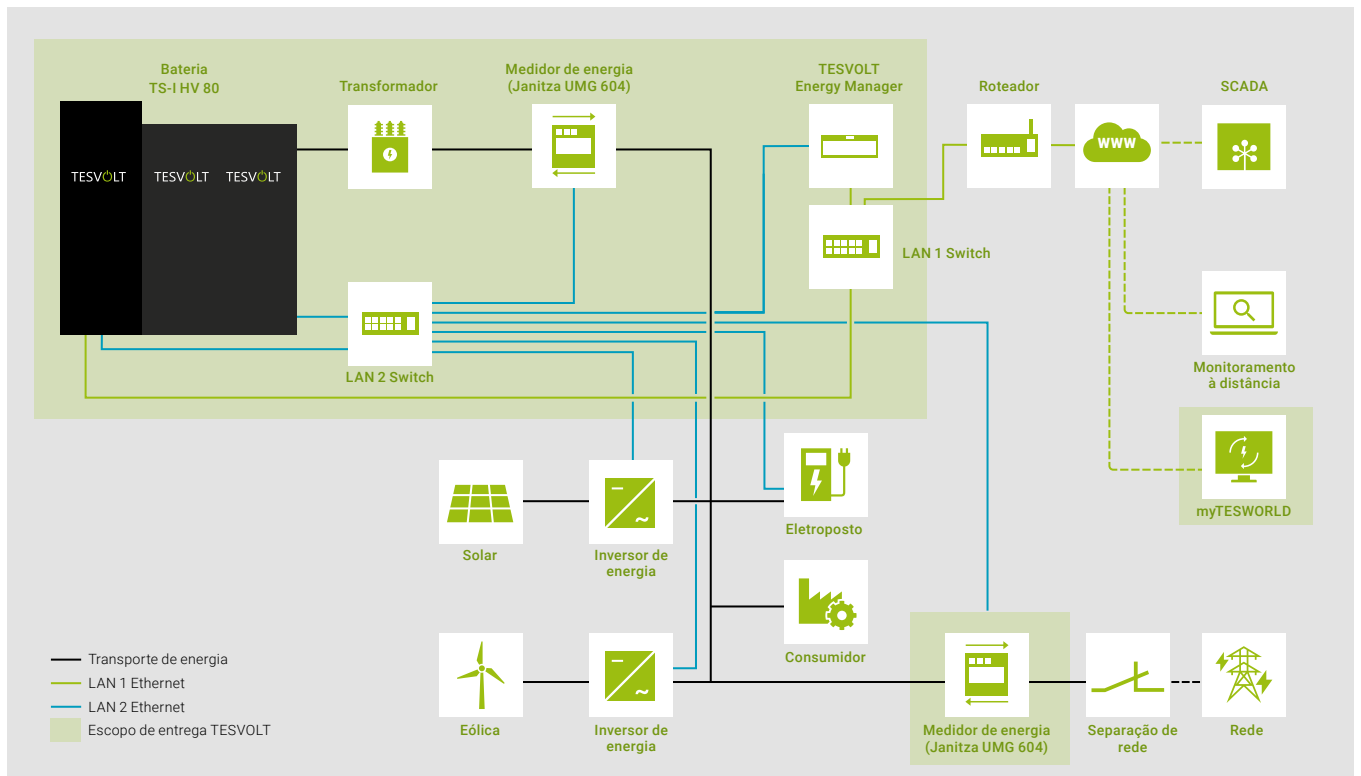 Bateria
TS-I HV 80
Transformador
Medidor de energia
(Janitza UMG 604)
TESVOLT
Energy Manager
Roteador
SCADA
WWW
TESVOLT
TESVOLT
TESVOLT
LAN 1 Switch
LAN 2 Switch
Monitoramento
à distância
myTESWORLD
Solar
Inversor de
energia
Eletroposto
Consumidor
Transporte de energia
LAN 1 Ethernet
LAN 2 Ethernet
Escopo de entrega TESVOLT
Eólica
Inversor de
energia
Medidor de energia
(Janitza UMG 604)
Separação de
rede
Rede